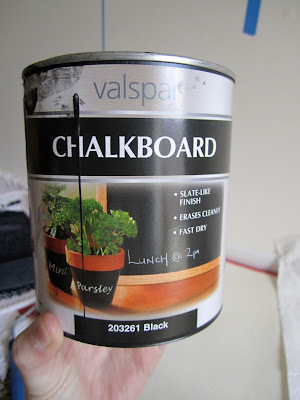 valspar
CHALKBOARD
• SLATE-LIKE
FINISH
• ERASES CLEANLY
• FAST DRY
LUNCH @ 2pm
Mint
Parsley
203261 Black